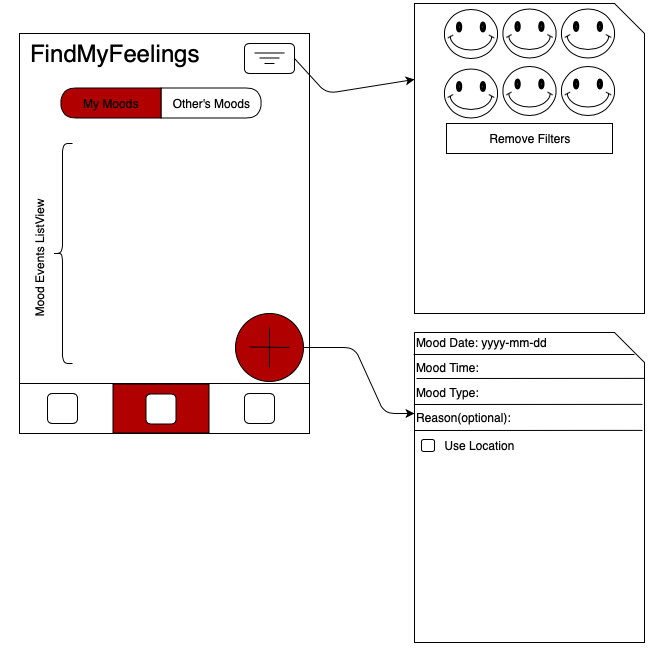 FindMyFeelings
My Moods
Other's Moods
Mood Events ListView
Remove Filters
Mood Date: yyyy-mm-dd
Mood Time:
Mood Type:
Reason(optional):
Use Location